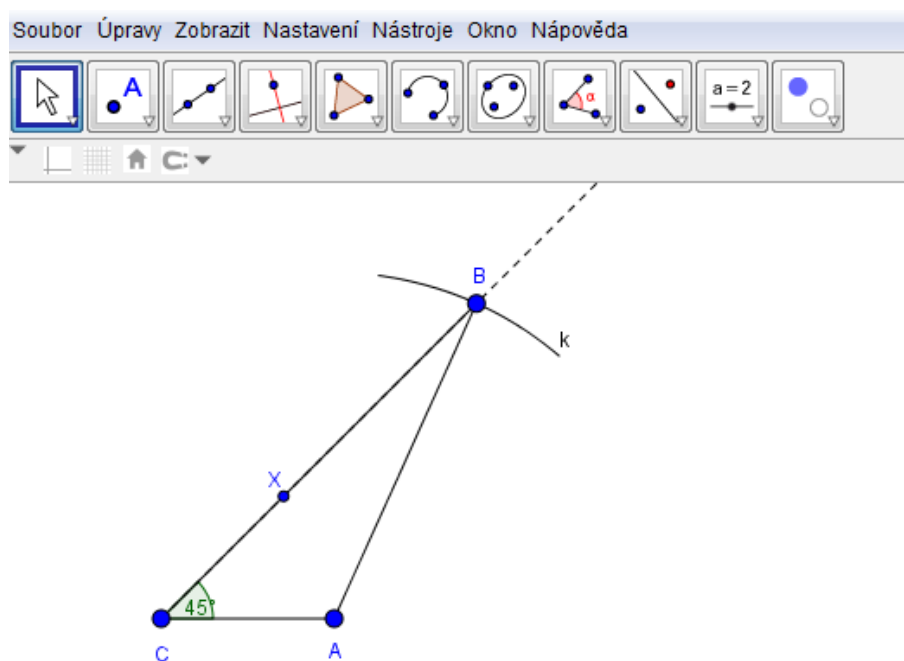 Soubor Úpravy Zobrazit Nastavení Nástroje Okno Nápověda
A α a=2
B
k
X
45°
C A